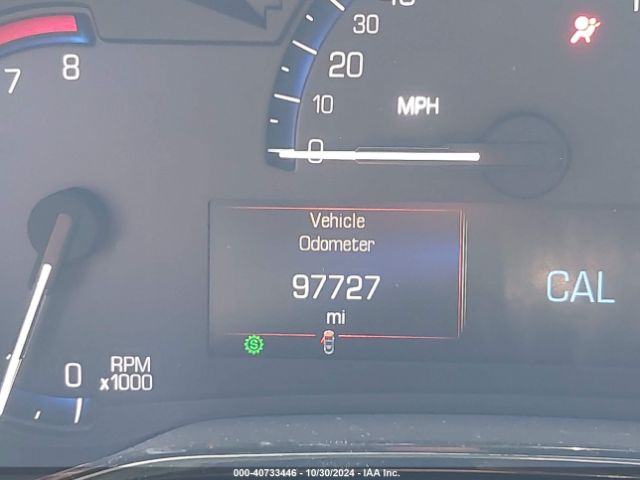 30
20
10
0
MPH
7
8
Vehicle
Odometer
97727
mi
CAL
S
0
RPM
x1000
000-40733446 - 10/30/2024 - IAA Inc.